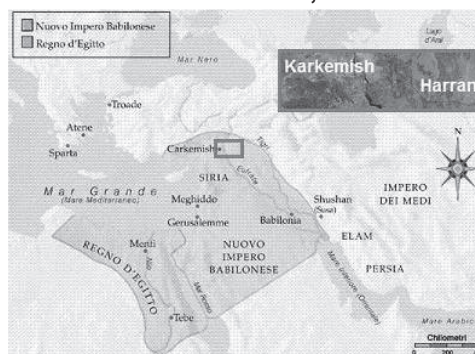 Nuovo Impero Babilonese
Regno d'Egitto
Mar Nero
Lago
d'Aral
Karkemish
Harran
Troade
Atene
Sparta
Carkemish
Tigri
SIRIA
Eufrate
Mar Grande
(Mare Mediterraneo)
Meghiddo
Gerusalemme
Babilonia
Shushan
(Susa)
IMPERO
DEI MEDI
N
ELAM
PERSIA
REGNO D'EGITTO
Menfi
Nilo
NUOVO
IMPERO
BABILONESE
Mar Rosso
Tebe
Mare Inferiore (Orientale)
Mare Arabico
Chilometri
0
200